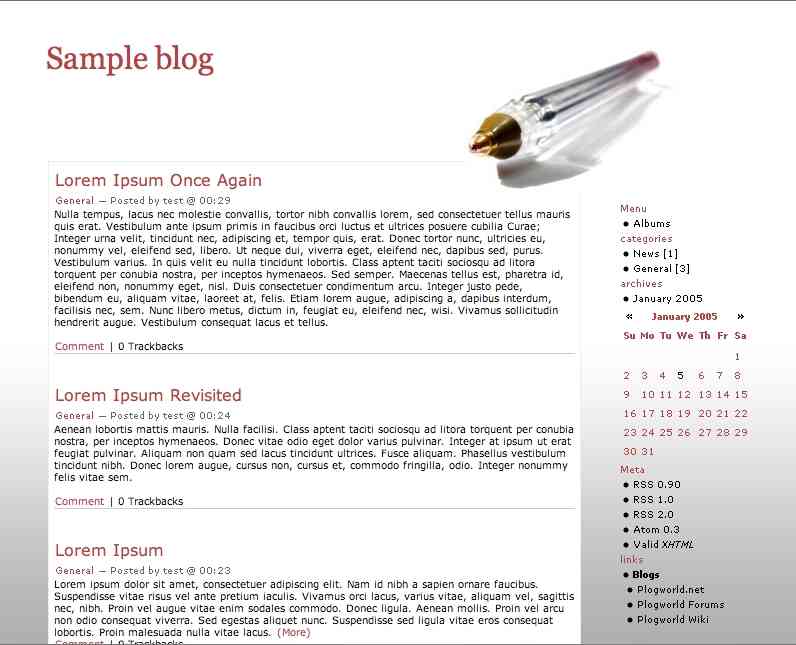 Sample blog
Lorem Ipsum Once Again
General — Posted by test @ 00:29
Nulla tempus, lacus nec molestie convallis, tortor nibh convallis lorem, sed consectetuer tellus mauris
quis erat. Vestibulum ante ipsum primis in faucibus orci luctus et ultrices posuere cubilia Curae;
Integer urna velit, tincidunt nec, adipiscing et, tempor quis, erat. Donec tortor nunc, ultricies eu,
nonummy vel, eleifend sed, libero. Ut neque dui, viverra eget, eleifend nec, dapibus sed, purus.
Vestibulum varius. In quis velit eu nulla tincidunt lobortis. Class aptent taciti sociosqu ad litora
torquent per conubia nostra, per inceptos hymenaeos. Sed semper. Maecenas tellus est, pharetra id,
eleifend non, nonummy eget, nisl. Duis consectetuer condimentum arcu. Integer justo pede,
bibendum eu, aliquam vitae, laoreet at, felis. Etiam lorem augue, adipiscing a, dapibus interdum,
facilisis nec, sem. Nunc libero metus, dictum in, feugiat eu, eleifend nec, wisi. Vivamus sollicitudin
hendrerit augue. Vestibulum consequat lacus et tellus.
Comment | 0 Trackbacks
Lorem Ipsum Revisited
General — Posted by test @ 00:24
Aenean lobortis mattis mauris. Nulla facilisi. Class aptent taciti sociosqu ad litora torquent per conubia
nostra, per inceptos hymenaeos. Donec vitae odio eget dolor varius pulvinar. Integer at ipsum ut erat
feugiat pulvinar. Aliquam non quam sed lacus tincidunt ultrices. Fusce aliquam. Phasellus vestibulum
tincidunt nibh. Donec lorem augue, cursus non, cursus et, commodo fringilla, odio. Integer nonummy
felis vitae sem.
Comment | 0 Trackbacks
Lorem Ipsum
General — Posted by test @ 00:23
Lorem ipsum dolor sit amet, consectetuer adipiscing elit. Nam id nibh a sapien ornare faucibus.
Suspendisse vitae risus vel ante pretium iaculis. Vivamus orci lacus, varius vitae, aliquam vel, sagittis
nec, nibh. Proin vel augue vitae enim sodales commodo. Donec ligula. Aenean mollis. Proin vel arcu
non odio consequat viverra. Sed egestas aliquet nunc. Suspendisse sed ligula vitae eros consequat
lobortis. Proin malesuada nulla vitae lacus. (More)
Comment | 0 Trackbacks
Menu
• Albums
categories
• News [1]
• General [3]
archives
• January 2005
« January 2005 »
Su Mo Tu We Th Fr Sa
1
2 3 4 5 6 7 8
9 10 11 12 13 14 15
16 17 18 19 20 21 22
23 24 25 26 27 28 29
30 31
Meta
• RSS 0.90
• RSS 1.0
• RSS 2.0
• Atom 0.3
• Valid XHTML
links
• Blogs
• Plogworld.net
• Plogworld Forums
• Plogworld Wiki